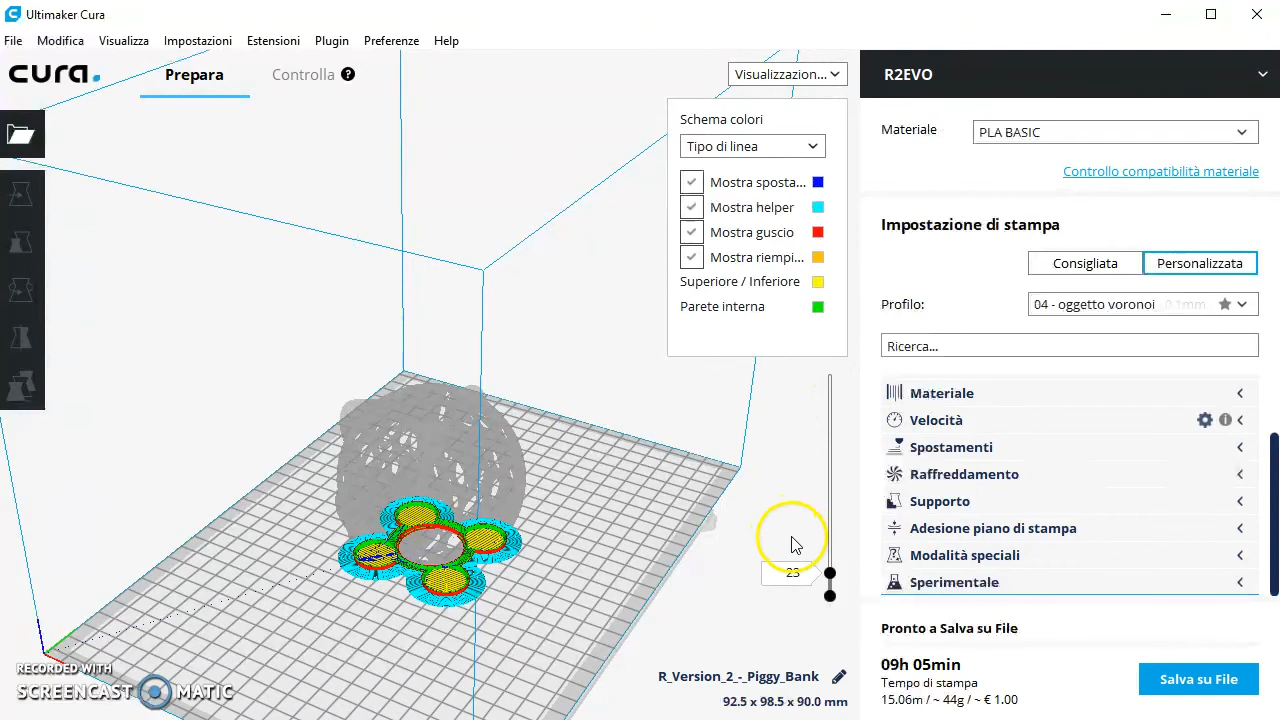 Ultimaker Cura
File Modifica Visualizza Impostazioni Estensioni Plugin Preferenze Help
cura.
Prepara
Controlla ?
Visualizzazion...
Schema colori
Tipo di linea
Mostra sposta...
Mostra helper
Mostra guscio
Mostra riempi...
Superiore / Inferiore
Parete interna
23
R_Version_2_-_Piggy_Bank
92.5 x 98.5 x 90.0 mm
RECORDED WITH
SCREENCAST MATIC
R2EVO
Materiale
PLA BASIC
Controllo compatibilità materiale
Impostazione di stampa
Consigliata
Personalizzata
Profilo:
04 - oggetto voronoi 0.1mm
Ricerca...
Materiale
Velocità
Spostamenti
Raffreddamento
Supporto
Adesione piano di stampa
Modalità speciali
Sperimentale
Pronto a Salva su File
09h 05min
Tempo di stampa
15.06m / ~ 44g / ~ € 1.00
Salva su File